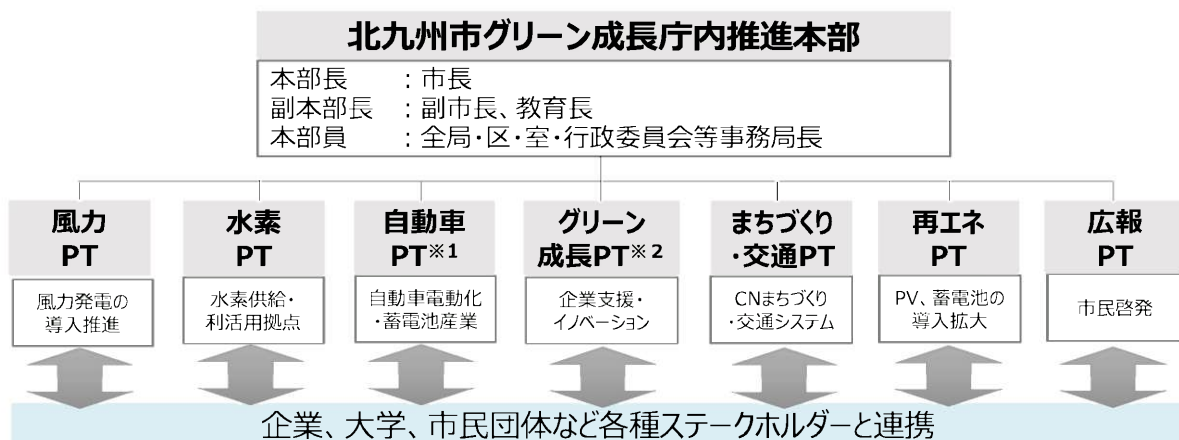 北九州市グリーン成長庁内推進本部
本部長 ：市長
副本部長 ：副市長、教育長
本部員 ：全局・区・室・行政委員会等事務局長
風力
PT
風力発電の
導入推進
水素
PT
水素供給・
利活用拠点
自動車
PT※1
自動車電動化
・蓄電池産業
グリーン
成長PT※2
企業支援・
イノベーション
まちづくり
・交通PT
CNまちづくり
・交通システム
再エネ
PT
PV、蓄電池の
導入拡大
広報
PT
市民啓発
企業、大学、市民団体など各種ステークホルダーと連携